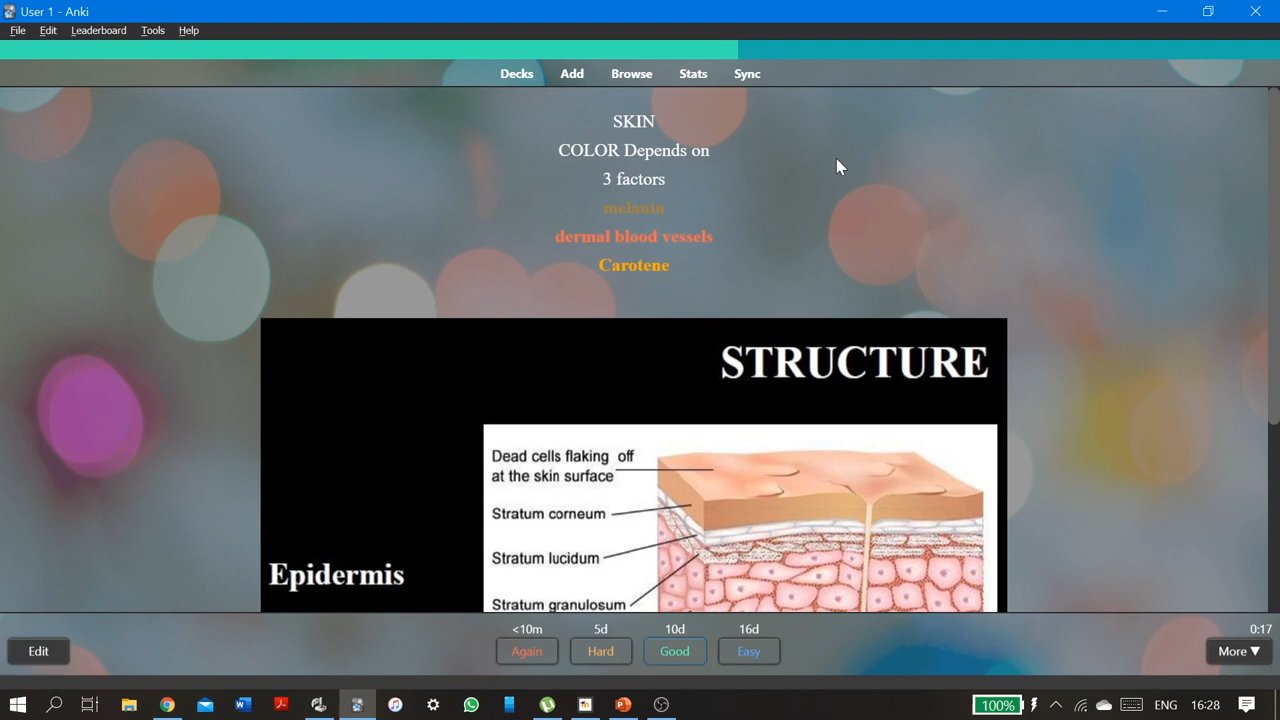 User 1 - Anki
File Edit Leaderboard Tools Help
Decks Add Browse Stats Sync
SKIN
COLOR Depends on
3 factors
melanin
dermal blood vessels
Carotene
STRUCTURE
Dead cells flaking off
at the skin surface
Stratum corneum
Stratum lucidum
Epidermis
Stratum granulosum
<10m 5d 10d 16d 0:17
Edit Again Hard Good Easy More ▼
100% ENG 16:28